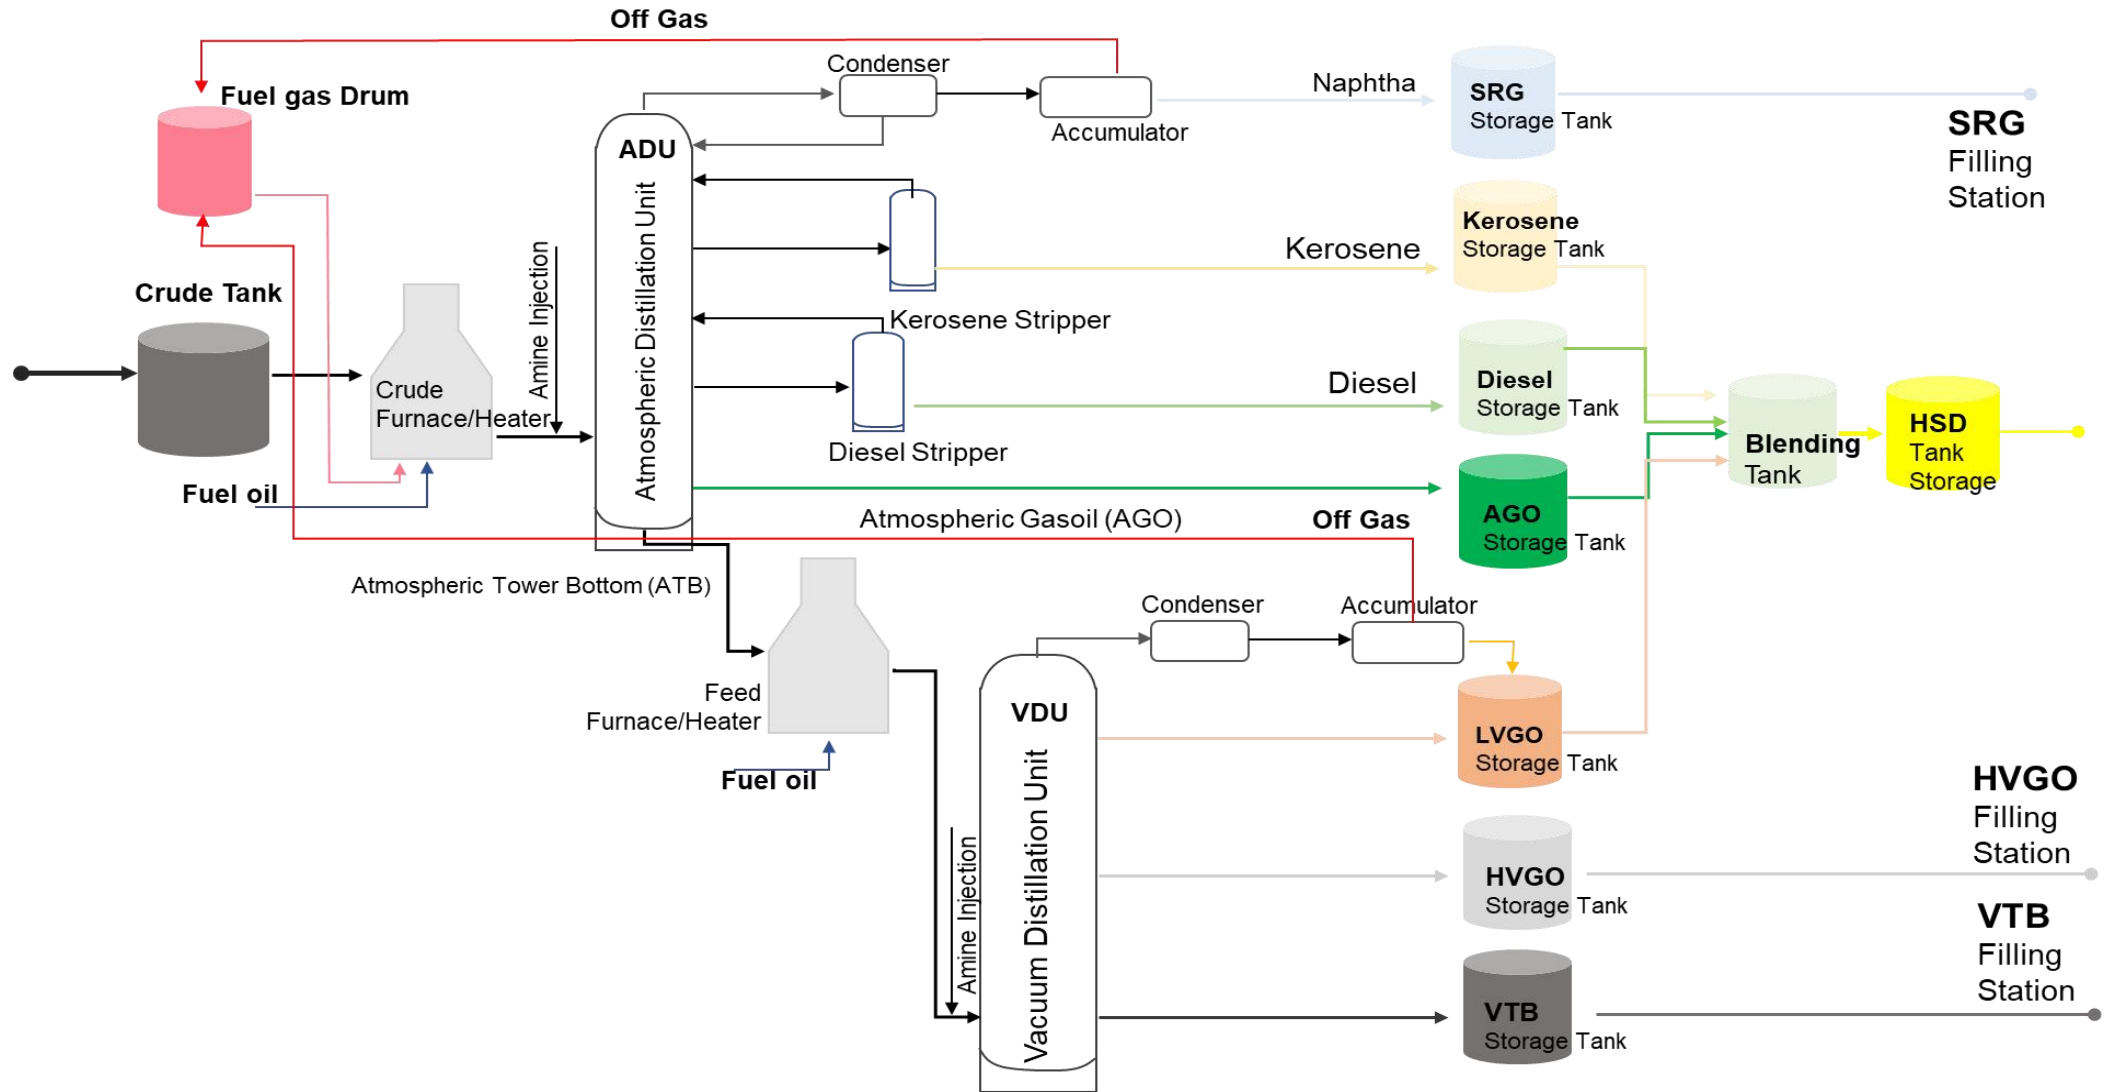 Off Gas
Condenser
Fuel gas Drum
Naphtha
SRG
Storage Tank
Accumulator
SRG
Filling
Station
ADU
Atmospheric Distillation Unit
Kerosene
Storage Tank
Kerosene
Amine Injection
Crude Tank
Kerosene Stripper
Crude
Furnace/Heater
Diesel
Diesel
Storage Tank
Diesel Stripper
Blending
Tank
HSD
Tank
Storage
Fuel oil
Atmospheric Gasoil (AGO)
Off Gas
AGO
Storage Tank
Atmospheric Tower Bottom (ATB)
Condenser
Accumulator
Feed
Furnace/Heater
Fuel oil
VDU
Vacuum Distillation Unit
Amine Injection
LVGO
Storage Tank
HVGO
Filling
Station
HVGO
Storage Tank
VTB
Filling
Station
VTB
Storage Tank